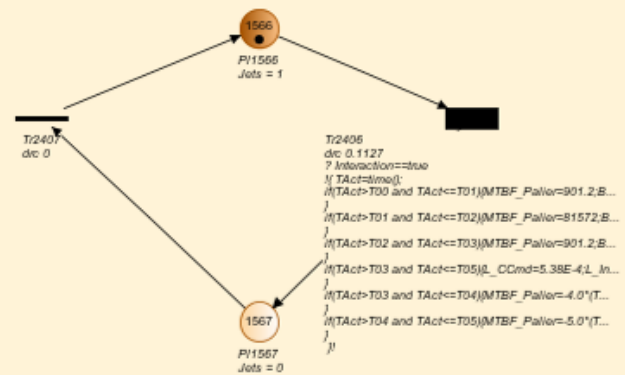 1566
Pl1566
Jets = 1
Tr2407
drc 0
Tr2406
drc 0.1127
? Interaction==true
!{ TAct=time();
if(TAct>T00 and TAct<=T01){MTBF_Palier=901.2;B...
}
if(TAct>T01 and TAct<=T02){MTBF_Palier=81572;B...
}
if(TAct>T02 and TAct<=T03){MTBF_Palier=901.2;B...
}
if(TAct>T03 and TAct<=T05){L_CCmd=5.38E-4;L_In...
}
if(TAct>T03 and TAct<=T04){MTBF_Palier=-4.0*(T...
}
if(TAct>T04 and TAct<=T05){MTBF_Palier=-5.0*(T...
}
}!
1567
Pl1567
Jets = 0